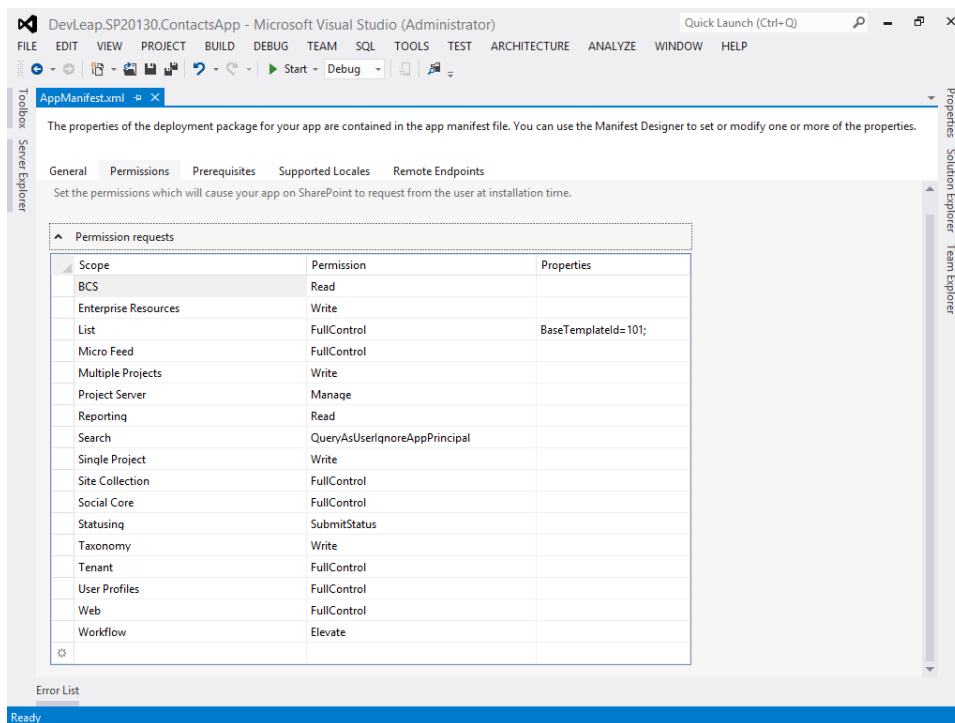 DevLeap.SP20130.ContactsApp - Microsoft Visual Studio (Administrator)
Quick Launch (Ctrl+Q)
FILE EDIT VIEW PROJECT BUILD DEBUG TEAM SQL TOOLS TEST ARCHITECTURE ANALYZE WINDOW HELP
Start Debug
Toolbox
Server Explorer
AppManifest.xml
The properties of the deployment package for your app are contained in the app manifest file. You can use the Manifest Designer to set or modify one or more of the properties.
General Permissions Prerequisites Supported Locales Remote Endpoints
Set the permissions which will cause your app on SharePoint to request from the user at installation time.
Permission requests
Scope Permission Properties
BCS Read
Enterprise Resources Write
List FullControl BaseTemplateId=101;
Micro Feed FullControl
Multiple Projects Write
Project Server Manage
Reporting Read
Search QueryAsUserIgnoreAppPrincipal
Single Project Write
Site Collection FullControl
Social Core FullControl
Statusing SubmitStatus
Taxonomy Write
Tenant FullControl
User Profiles FullControl
Web FullControl
Workflow Elevate
Properties
Solution Explorer
Team Explorer
Error List
Ready